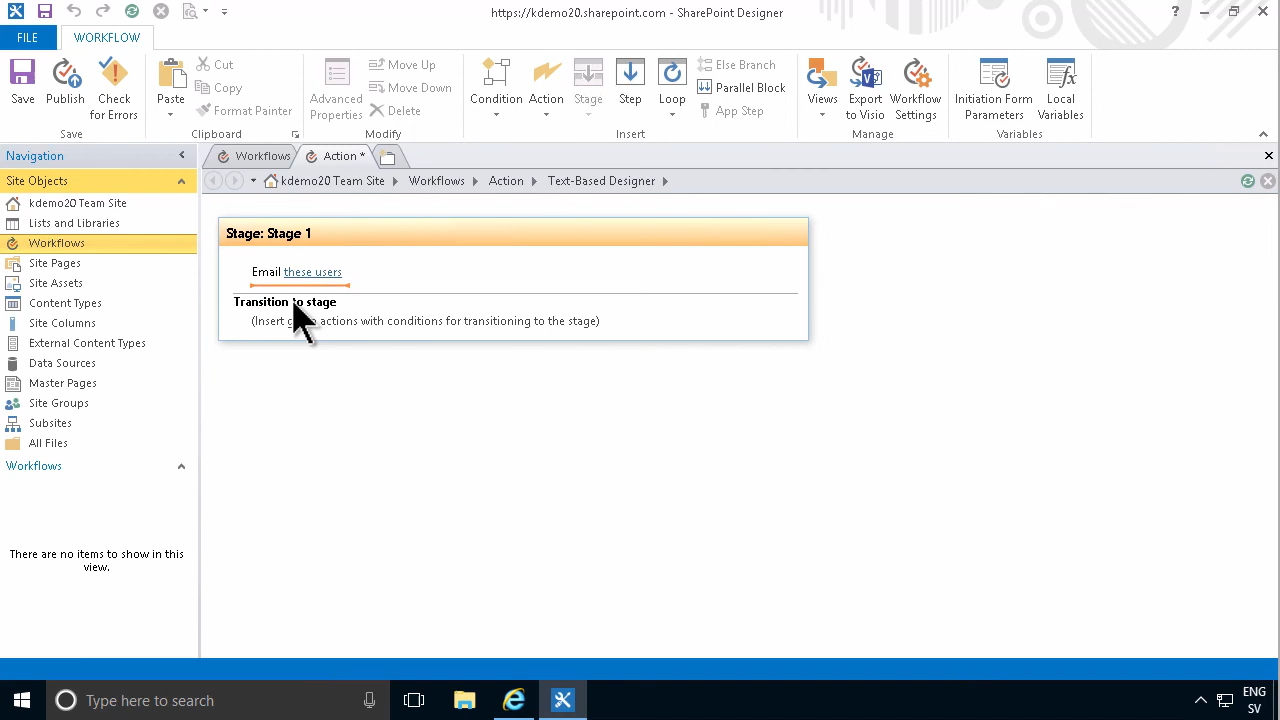 https://kdemo20.sharepoint.com - SharePoint Designer
?
FILE
WORKFLOW
Save
Publish
Check for Errors
Save
Paste
Cut
Copy
Format Painter
Clipboard
Advanced Properties
Move Up
Move Down
Delete
Modify
Condition
Action
Stage
Step
Loop
Else Branch
Parallel Block
App Step
Insert
Views
Export to Visio
Workflow Settings
Manage
Initiation Form Parameters
Local Variables
Variables
Navigation
Site Objects
kdemo20 Team Site
Lists and Libraries
Workflows
Site Pages
Site Assets
Content Types
Site Columns
External Content Types
Data Sources
Master Pages
Site Groups
Subsites
All Files
Workflows
There are no items to show in this
view.
Workflows
Action *
kdemo20 Team Site
Workflows
Action
Text-Based Designer
Stage: Stage 1
Email these users
Transition to stage
(Insert actions with conditions for transitioning to the stage)
Type here to search
ENG
SV